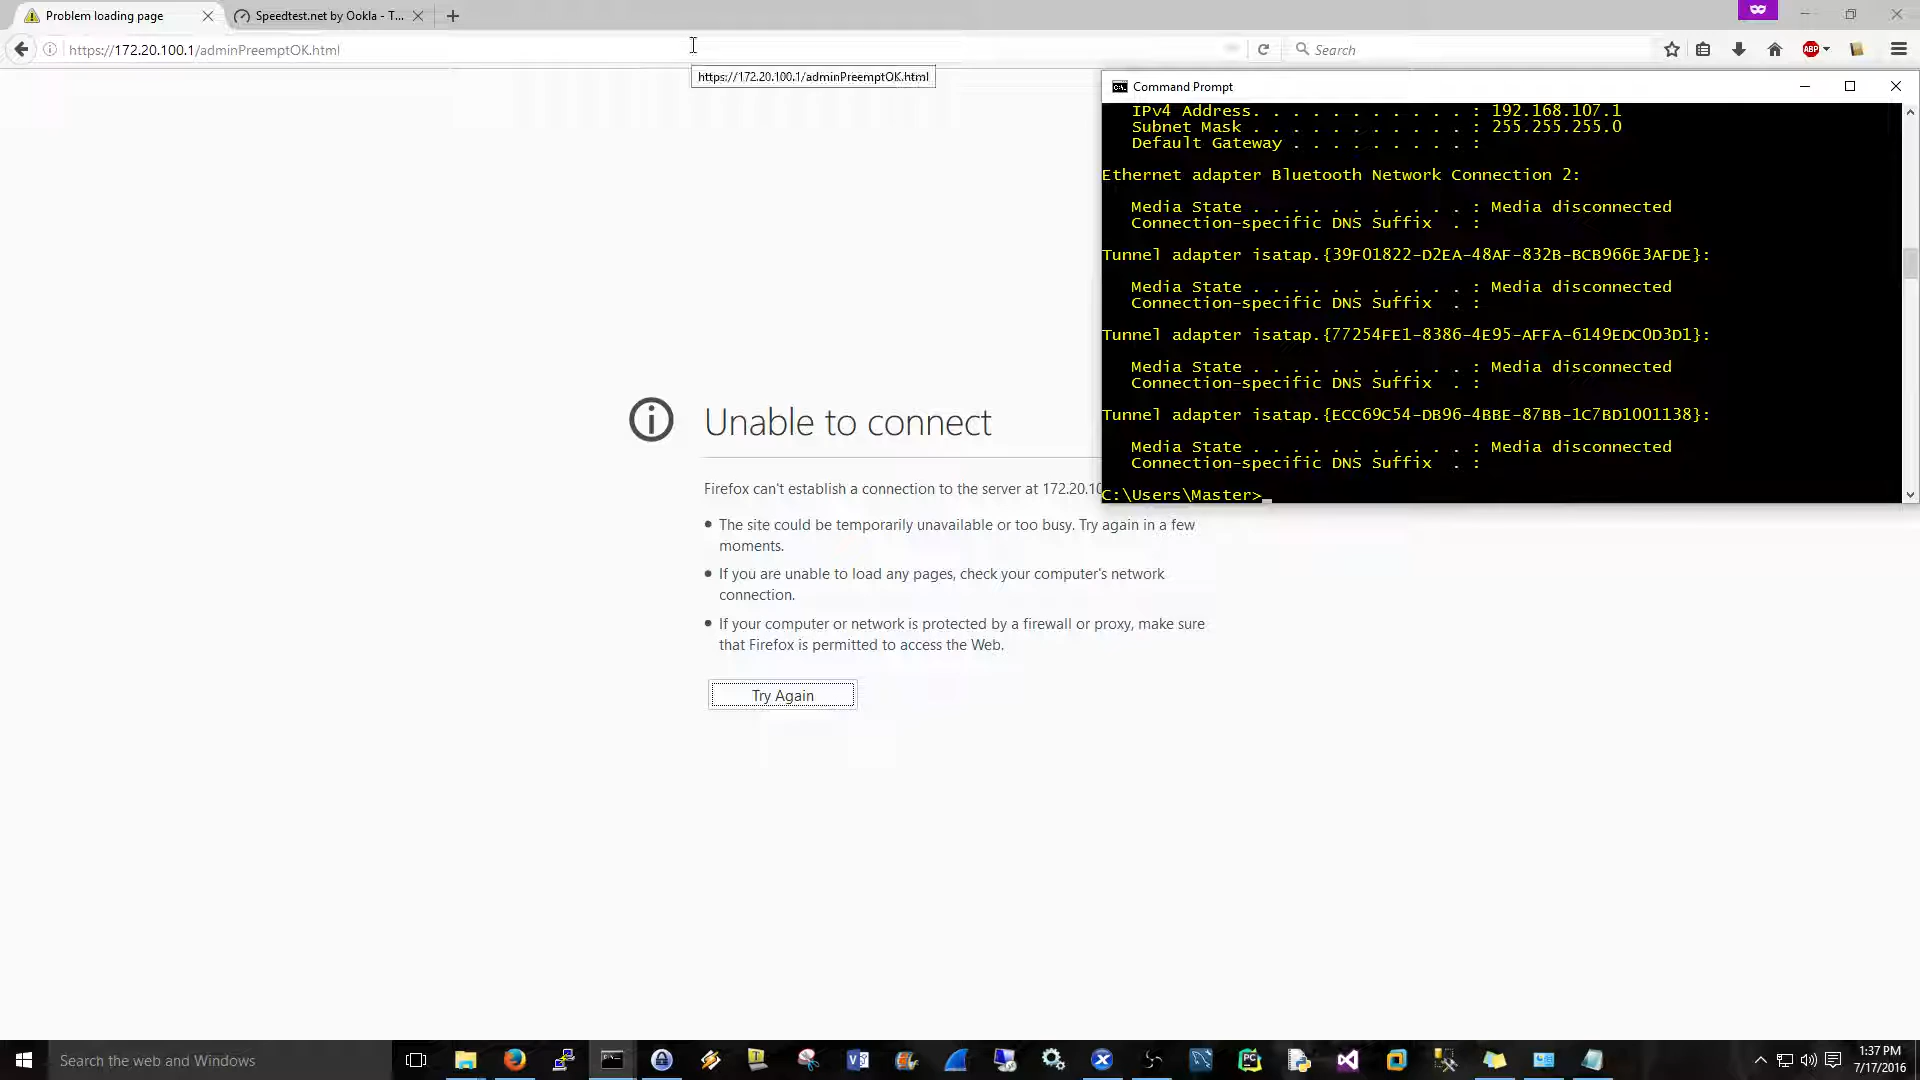 Problem loading page
Speedtest.net by Ookla - T...
https://172.20.100.1/adminPreemptOK.html
Search
ABP
https://172.20.100.1/adminPreemptOK.html
Command Prompt
IPv4 Address. . . . . . . . . . . : 192.168.107.1
Subnet Mask . . . . . . . . . . . : 255.255.255.0
Default Gateway . . . . . . . . . :
Ethernet adapter Bluetooth Network Connection 2:
Media State . . . . . . . . . . . : Media disconnected
Connection-specific DNS Suffix  . :
Tunnel adapter isatap.{39F01822-D2EA-48AF-832B-BCB966E3AFDE}:
Media State . . . . . . . . . . . : Media disconnected
Connection-specific DNS Suffix  . :
Tunnel adapter isatap.{77254FE1-8386-4E95-AFFA-6149EDC0D3D1}:
Media State . . . . . . . . . . . : Media disconnected
Connection-specific DNS Suffix  . :
Tunnel adapter isatap.{ECC69C54-DB96-4BBE-87BB-1C7BD1001138}:
Media State . . . . . . . . . . . : Media disconnected
Connection-specific DNS Suffix  . :
C:\Users\Master>_
Unable to connect
Firefox can't establish a connection to the server at 172.20.10
• The site could be temporarily unavailable or too busy. Try again in a few
moments.
• If you are unable to load any pages, check your computer's network
connection.
• If your computer or network is protected by a firewall or proxy, make sure
that Firefox is permitted to access the Web.
Try Again
Search the web and Windows
1:37 PM
7/17/2016